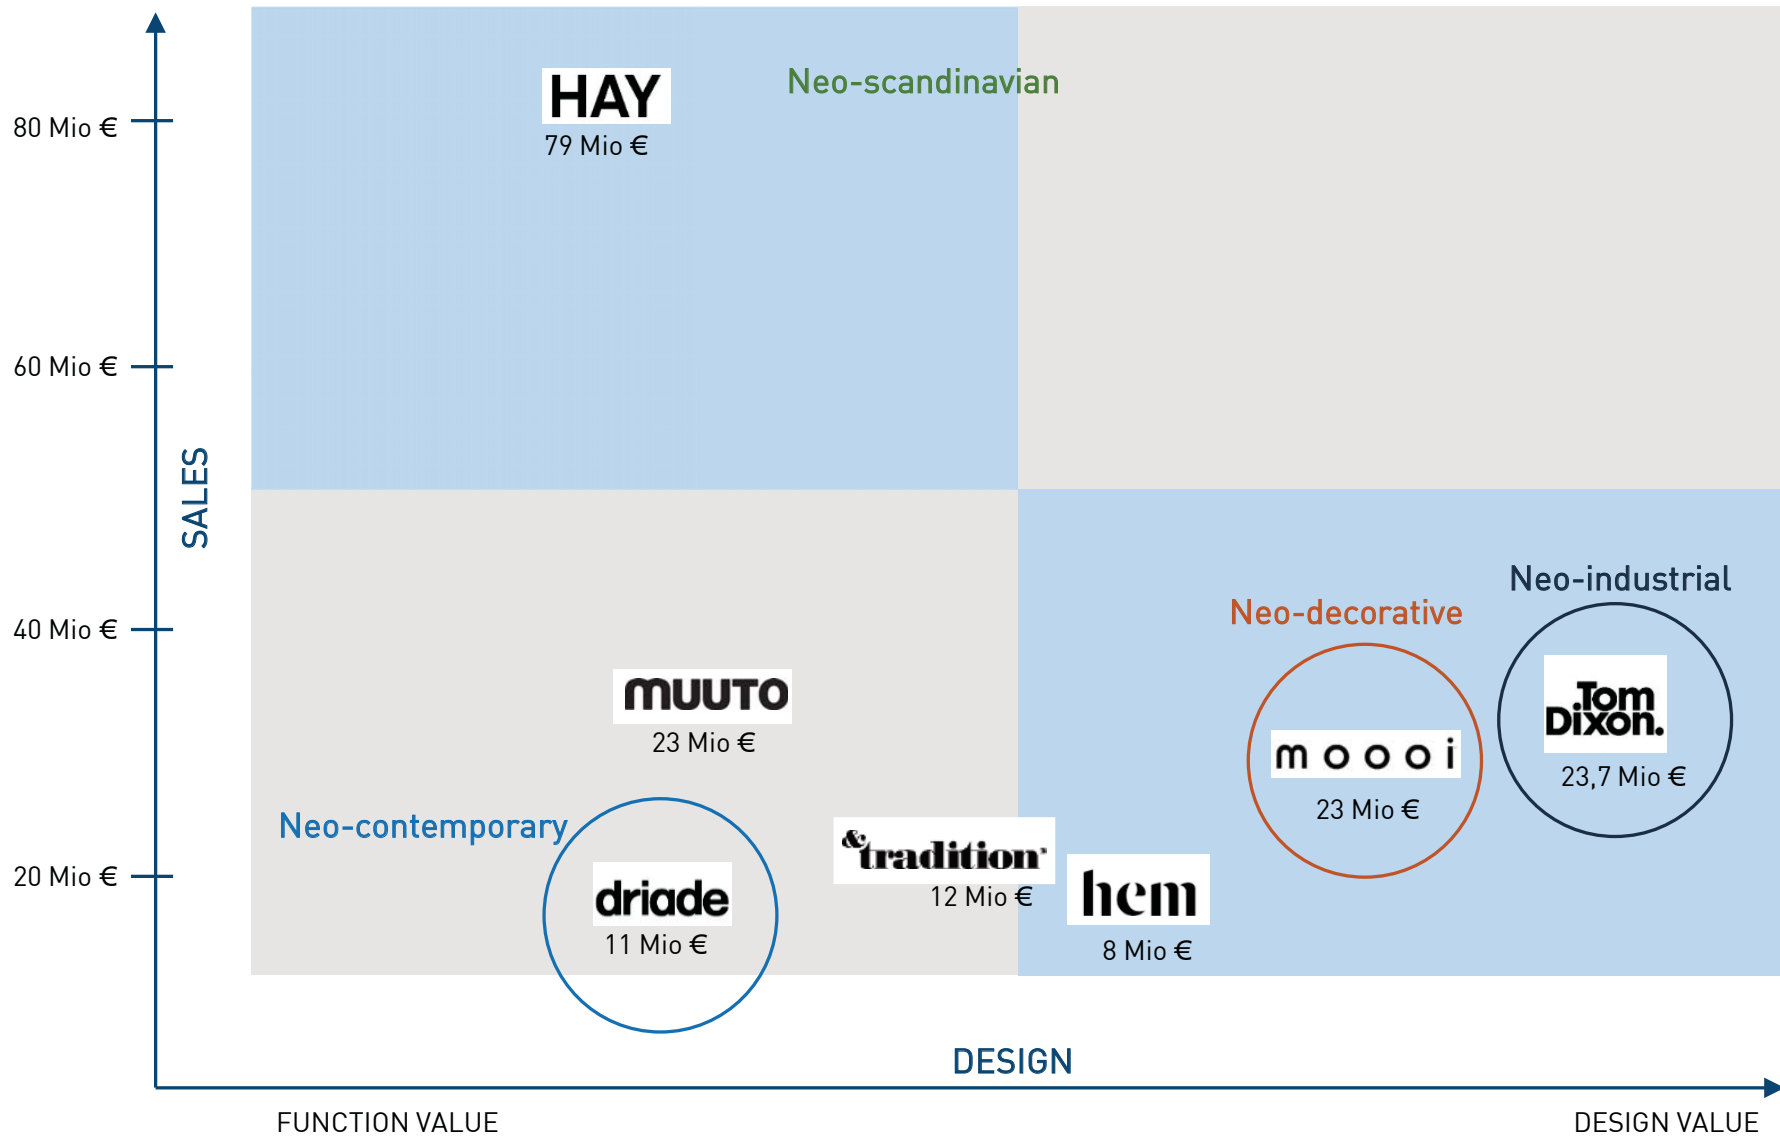 HAY
79 Mio €
Neo-scandinavian
80 Mio €
60 Mio €
SALES
40 Mio €
20 Mio €
muuto
23 Mio €
Neo-contemporary
driade
11 Mio €
&tradition®
12 Mio €
hem
8 Mio €
Neo-decorative
moooi
23 Mio €
Neo-industrial
Tom
Dixon.
23,7 Mio €
DESIGN
FUNCTION VALUE
DESIGN VALUE